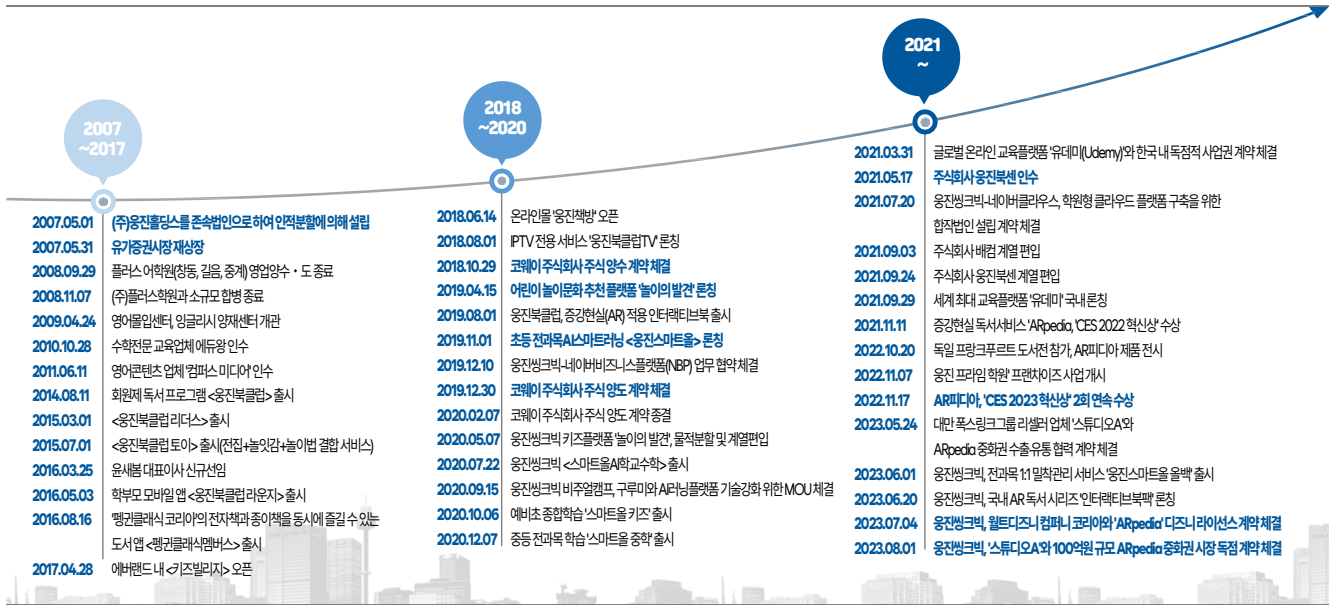 2007
~2017
2007.05.01 (주)웅진홀딩스를 존속법인으로 하여 인적분할에 의해 설립
2007.05.31 유가증권시장 재상장
2008.09.29 플러스 어학원(창동, 길음, 중계) 영업양수・도 종료
2008.11.07 (주)플러스학원과 소규모 합병 종료
2009.04.24 영어몰입센터, 잉글리시 양재센터 개관
2010.10.28 수학전문 교육업체 에듀왕 인수
2011.06.11 영어콘텐츠 업체 '컴퍼스 미디어' 인수
2014.08.11 회원제 독서 프로그램 <웅진북클럽> 출시
2015.03.01 <웅진북클럽 리더스> 출시
2015.07.01 <웅진북클럽 토이> 출시(전집+놀잇감+놀이법 결합 서비스)
2016.03.25 윤새봄 대표이사 신규선임
2016.05.03 학부모 모바일 앱 <웅진북클럽 라운지> 출시
2016.08.16 '펭귄클래식 코리아'의 전자책과 종이책을 동시에 즐길 수 있는
도서 앱 <펭귄클래식멤버스> 출시
2017.04.28 에버랜드 내 <키즈빌리지> 오픈
2018
~2020
2018.06.14 온라인몰 '웅진책방' 오픈
2018.08.01 IPTV 전용 서비스 '웅진북클럽TV' 론칭
2018.10.29 코웨이 주식회사 주식 양수 계약 체결
2019.04.15 어린이 놀이문화 추천 플랫폼 '놀이의 발견' 론칭
2019.08.01 웅진북클럽, 증강현실(AR) 적용 인터랙티브북 출시
2019.11.01 초등 전과목 AI스마트러닝 <웅진스마트올> 론칭
2019.12.10 웅진씽크빅-네이버비즈니스플랫폼(NBP) 업무 협약 체결
2019.12.30 코웨이 주식회사 주식 양도 계약 체결
2020.02.07 코웨이 주식회사 주식 양도 계약 종결
2020.05.07 웅진씽크빅 키즈플랫폼 '놀이의 발견', 물적분할 및 계열편입
2020.07.22 웅진씽크빅 <스마트올AI학교수학> 출시
2020.09.15 웅진씽크빅 비주얼캠프, 구루미와 AI러닝플랫폼 기술강화 위한 MOU 체결
2020.10.06 예비초 종합학습 '스마트올 키즈' 출시
2020.12.07 중등 전과목 학습 '스마트올 중학' 출시
2021
~
2021.03.31 글로벌 온라인 교육플랫폼 '유데미(Udemy)'와 한국 내 독점적 사업권 계약 체결
2021.05.17 주식회사 웅진북센 인수
2021.07.20 웅진씽크빅-네이버클라우스, 학원형 클라우드 플랫폼 구축을 위한
합작법인 설립 계약 체결
2021.09.03 주식회사 배컴 계열 편입
2021.09.24 주식회사 웅진북센 계열 편입
2021.09.29 세계 최대 교육플랫폼 '유데미' 국내 론칭
2021.11.11 증강현실 독서서비스 'ARpedia, 'CES 2022 혁신상' 수상
2022.10.20 독일 프랑크푸르트 도서전 참가, AR피디아 제품 전시
2022.11.07 웅진 프라임 학원' 프랜차이즈 사업 개시
2022.11.17 AR피디아, 'CES 2023 혁신상' 2회 연속 수상
2023.05.24 대만 폭스링크그룹 리셀러 업체 '스튜디오A'와
ARpedia 중화권 수출 유통 협력 계약 체결
2023.06.01 웅진씽크빅, 전과목 1:1 밀착관리 서비스 '웅진스마트올 올백' 출시
2023.06.20 웅진씽크빅, 국내 AR 독서 시리즈 '인터랙티브북팩' 론칭
2023.07.04 웅진씽크빅, 월트디즈니 컴퍼니 코리아와 'ARpedia' 디즈니 라이선스 계약 체결
2023.08.01 웅진씽크빅, '스튜디오A'와 100억원 규모 ARpedia 중화권 시장 독점 계약 체결